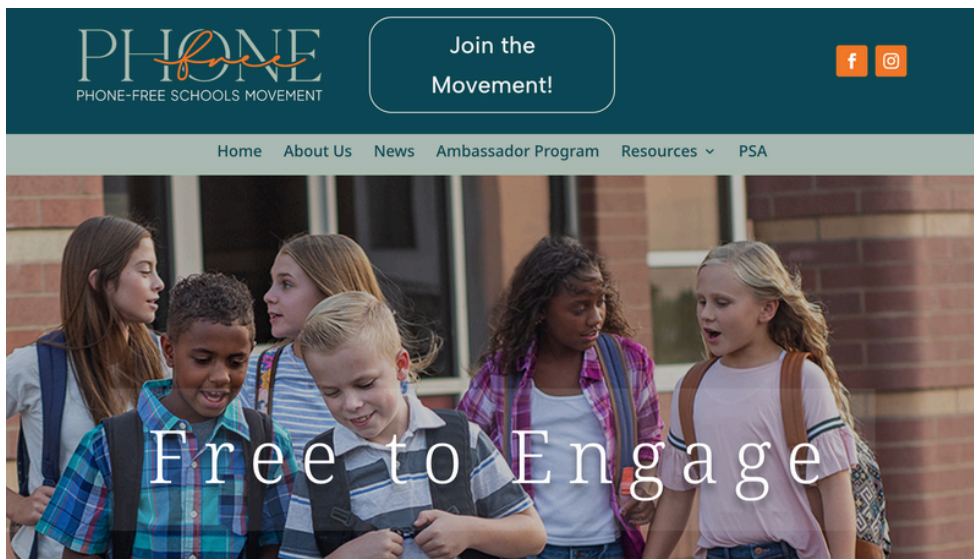 PHONE
free
PHONE-FREE SCHOOLS MOVEMENT
Join the
Movement!
Home About Us News Ambassador Program Resources PSA
Free to Engage